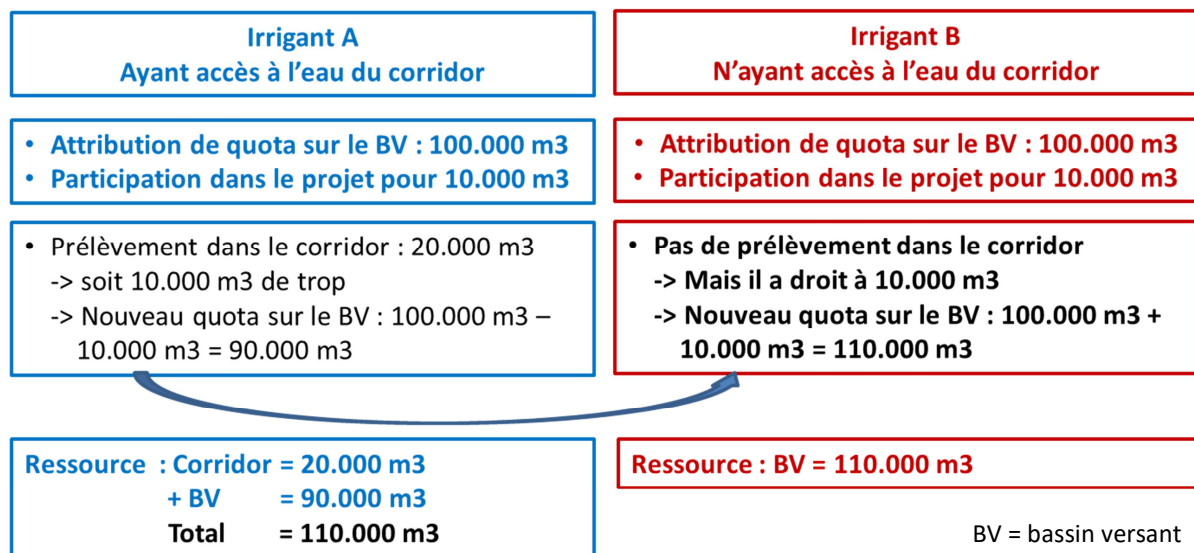 Irrigant A
Ayant accès à l'eau du corridor
• Attribution de quota sur le BV : 100.000 m3
• Participation dans le projet pour 10.000 m3
• Prélèvement dans le corridor : 20.000 m3
-> soit 10.000 m3 de trop
-> Nouveau quota sur le BV : 100.000 m3 –
10.000 m3 = 90.000 m3
Ressource : Corridor = 20.000 m3
+ BV = 90.000 m3
Total = 110.000 m3
Irrigant B
N'ayant accès à l'eau du corridor
• Attribution de quota sur le BV : 100.000 m3
• Participation dans le projet pour 10.000 m3
• Pas de prélèvement dans le corridor
-> Mais il a droit à 10.000 m3
-> Nouveau quota sur le BV : 100.000 m3 +
10.000 m3 = 110.000 m3
Ressource : BV = 110.000 m3
BV = bassin versant